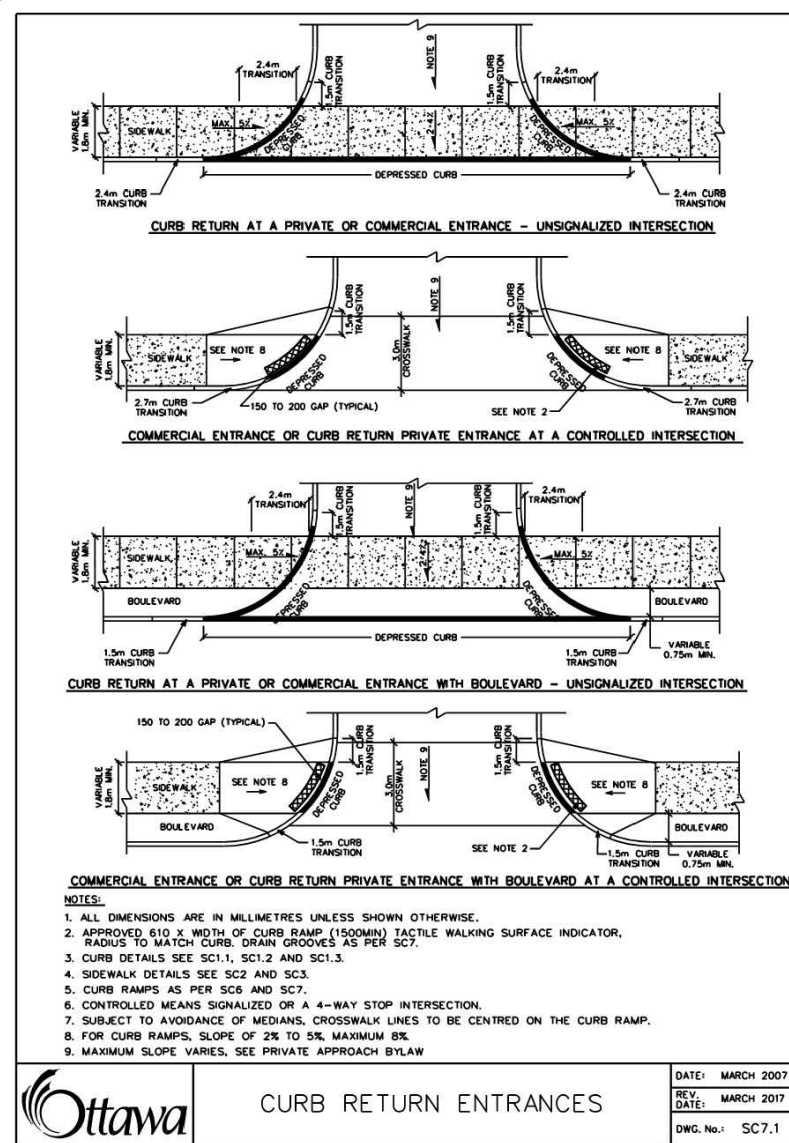 2.4m
TRANSITION
1.5m CURB
TRANSITION
NOTE 9
1.5m CURB
TRANSITION
2.4m
TRANSITION
VARIABLE
1.8m MIN.
SIDEWALK
MAX. 5%
DEPRESSED
CURB
2-4%
DEPRESSED
CURB
MAX. 5%
DEPRESSED CURB
2.4m CURB
TRANSITION
2.4m CURB
TRANSITION
CURB RETURN AT A PRIVATE OR COMMERCIAL ENTRANCE - UNSIGNALIZED INTERSECTION
1.5m CURB
TRANSITION
NOTE 9
1.5m CURB
TRANSITION
VARIABLE
1.8m MIN.
SIDEWALK
SEE NOTE 8
DEPRESSED
CURB
3.0m
CROSSWALK
DEPRESSED
CURB
SEE NOTE 8
SIDEWALK
2.7m CURB
TRANSITION
150 TO 200 GAP (TYPICAL)
SEE NOTE 2
2.7m CURB
TRANSITION
COMMERCIAL ENTRANCE OR CURB RETURN PRIVATE ENTRANCE AT A CONTROLLED INTERSECTION
2.4m
TRANSITION
1.5m CURB
TRANSITION
NOTE 9
1.5m CURB
TRANSITION
2.4m
TRANSITION
VARIABLE
1.8m MIN.
SIDEWALK
MAX. 5%
2-4%
MAX. 5%
BOULEVARD
DEPRESSED
CURB
DEPRESSED
CURB
BOULEVARD
DEPRESSED CURB
1.5m CURB
TRANSITION
1.5m CURB
TRANSITION
VARIABLE
0.75m MIN.
CURB RETURN AT A PRIVATE OR COMMERCIAL ENTRANCE WITH BOULEVARD - UNSIGNALIZED INTERSECTION
150 TO 200 GAP (TYPICAL)
1.5m CURB
TRANSITION
NOTE 9
1.5m CURB
TRANSITION
VARIABLE
1.8m MIN.
SIDEWALK
SEE NOTE 8
DEPRESSED
CURB
3.0m
CROSSWALK
DEPRESSED
CURB
SEE NOTE 8
BOULEVARD
BOULEVARD
1.5m CURB
TRANSITION
SEE NOTE 2
1.5m CURB
TRANSITION
VARIABLE
0.75m MIN.
COMMERCIAL ENTRANCE OR CURB RETURN PRIVATE ENTRANCE WITH BOULEVARD AT A CONTROLLED INTERSECTION
NOTES:
1. ALL DIMENSIONS ARE IN MILLIMETRES UNLESS SHOWN OTHERWISE.
2. APPROVED 610 X WIDTH OF CURB RAMP (1500MIN) TACTILE WALKING SURFACE INDICATOR,
RADIUS TO MATCH CURB. DRAIN GROOVES AS PER SC7.
3. CURB DETAILS SEE SC1.1, SC1.2 AND SC1.3.
4. SIDEWALK DETAILS SEE SC2 AND SC3.
5. CURB RAMPS AS PER SC6 AND SC7.
6. CONTROLLED MEANS SIGNALIZED OR A 4-WAY STOP INTERSECTION.
7. SUBJECT TO AVOIDANCE OF MEDIANS, CROSSWALK LINES TO BE CENTRED ON THE CURB RAMP.
8. FOR CURB RAMPS, SLOPE OF 2% TO 5%, MAXIMUM 8%.
9. MAXIMUM SLOPE VARIES, SEE PRIVATE APPROACH BYLAW
Ottawa
CURB RETURN ENTRANCES
DATE: MARCH 2007
REV.
DATE: MARCH 2017
DWG. No.: SC7.1